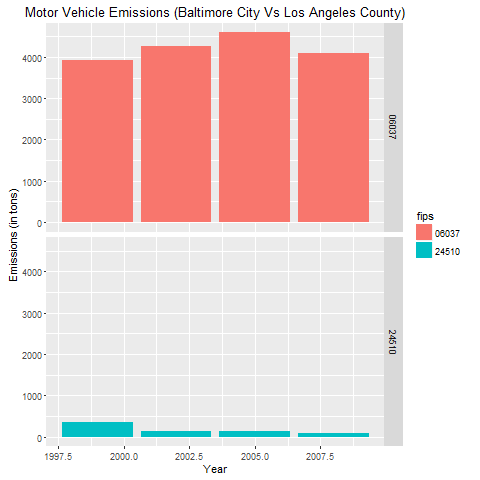 Motor Vehicle Emissions (Baltimore City Vs Los Angeles County)
Emissions (in tons)
4000
3000
2000
1000
0
06037
4000
3000
2000
1000
0
24510
1997.5 2000.0 2002.5 2005.0 2007.5
Year
fips
06037
24510